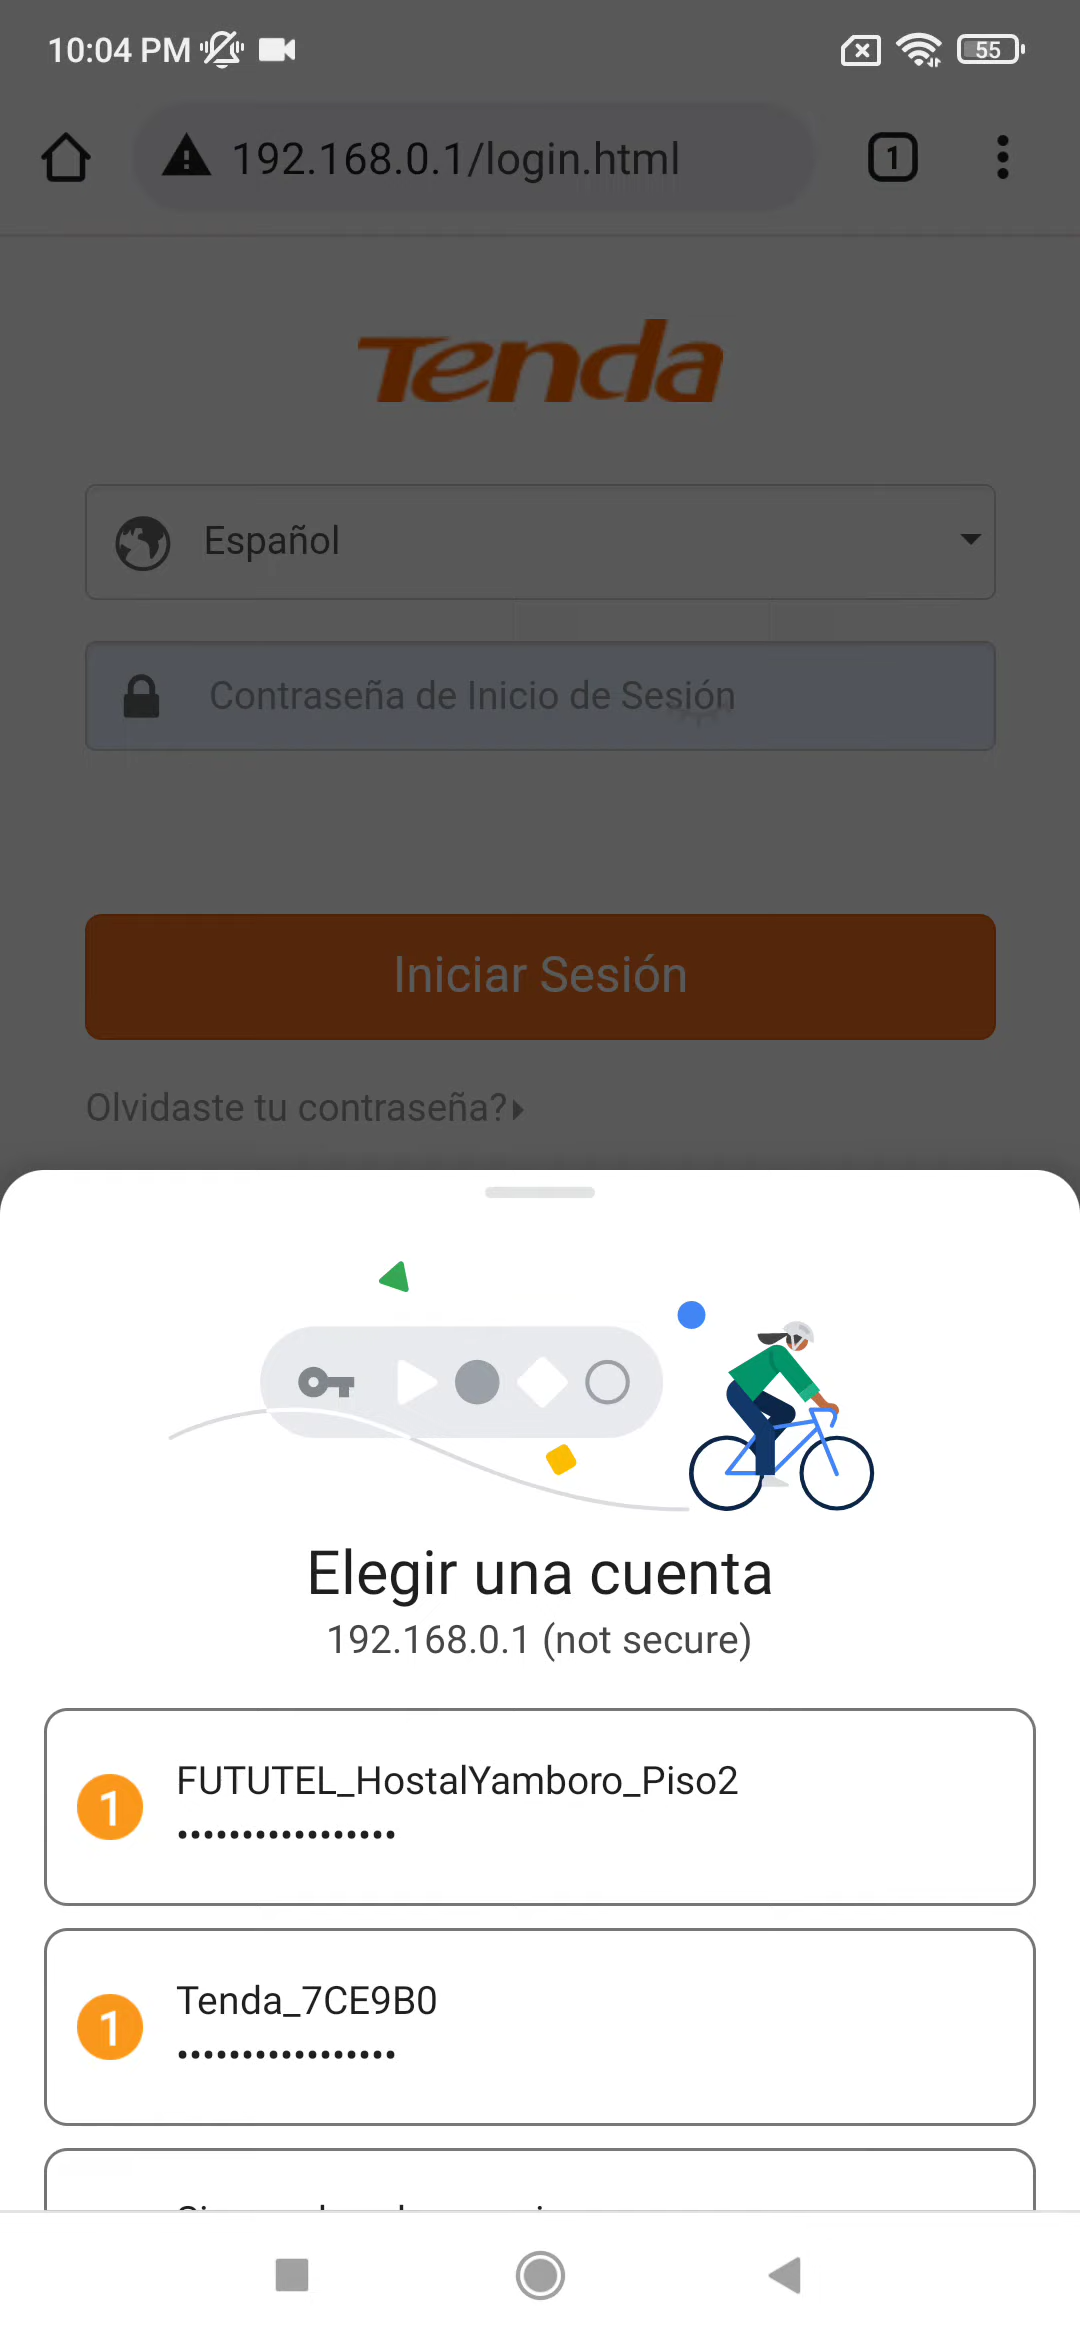 10:04 PM
55
192.168.0.1/login.html
1
Tenda
Español
Contraseña de Inicio de Sesión
Iniciar Sesión
Olvidaste tu contraseña?
Elegir una cuenta
192.168.0.1 (not secure)
1
FUTUTEL_HostalYamboro_Piso2
•••••••••••••••••
1
Tenda_7CE9B0
•••••••••••••••••